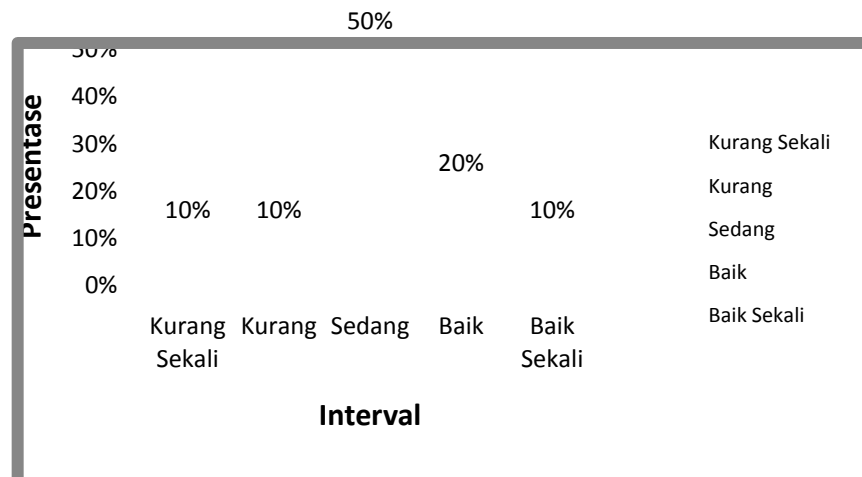 50%
50%
40%
30%
20%
10%
0%
Presentase
10%
10%
20%
10%
Kurang Sekali
Kurang
Sedang
Baik
Baik Sekali
Kurang
Sekali
Kurang
Sedang
Baik
Baik
Sekali
Interval